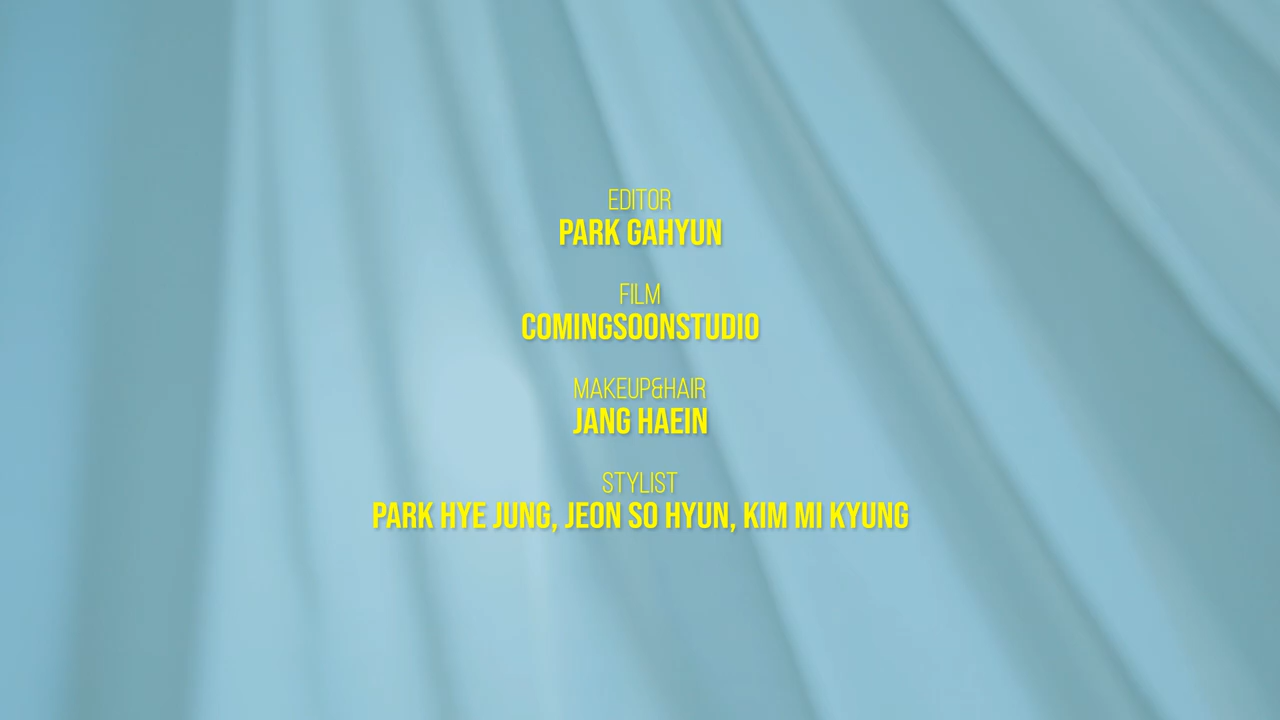 EDITOR
PARK GAHYUN
FILM
COMINGSOONSTUDIO
MAKEUP&HAIR
JANG HAEIN
STYLIST
PARK HYE JUNG, JEON SO HYUN, KIM MI KYUNG